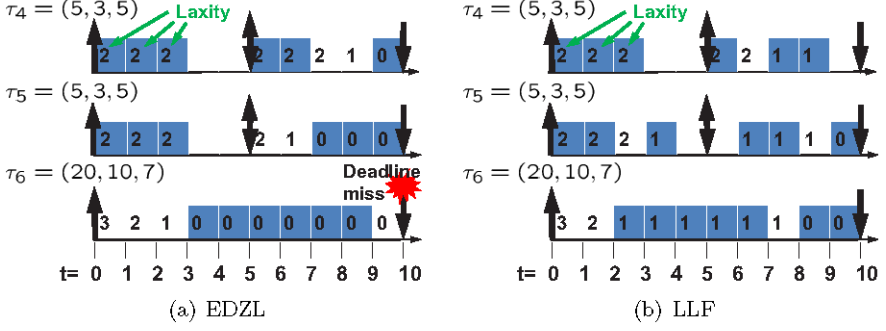 τ₄ = (5, 3, 5) Laxity
2 2 2 2 2 2 1 0
τ₅ = (5, 3, 5)
2 2 2 2 1 0 0 0
τ₆ = (20, 10, 7) Deadline
miss
3 2 1 0 0 0 0 0 0 0
t= 0 1 2 3 4 5 6 7 8 9 10
(a) EDZL
τ₄ = (5, 3, 5) Laxity
2 2 2 2 2 1 1
τ₅ = (5, 3, 5)
2 2 2 1 1 1 1 0
τ₆ = (20, 10, 7)
3 2 1 1 1 1 1 1 0 0
t= 0 1 2 3 4 5 6 7 8 9 10
(b) LLF